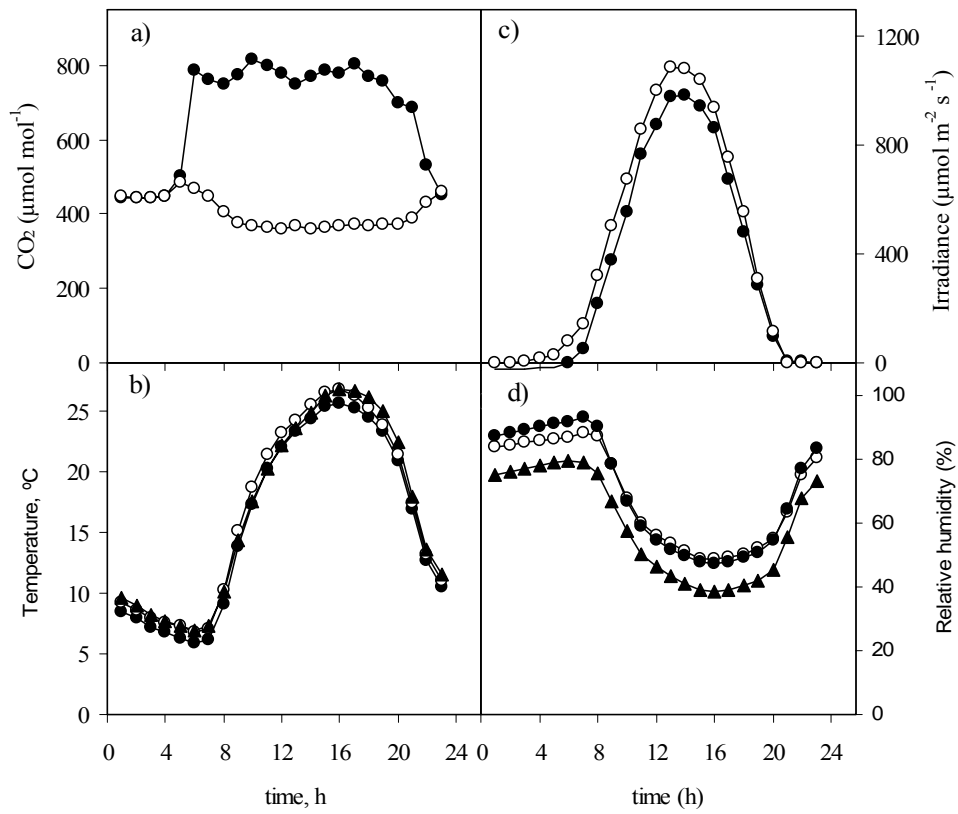 a)
800
600
400
200
0
CO₂ (µmol mol⁻¹)
c)
1200
800
400
0
Irradiance (µmol m⁻² s⁻¹)
b)
25
20
15
10
5
0
Temperature, ºC
0 4 8 12 16 20 24
time, h
d)
100
80
60
40
20
0
Relative humidity (%)
0 4 8 12 16 20 24
time (h)